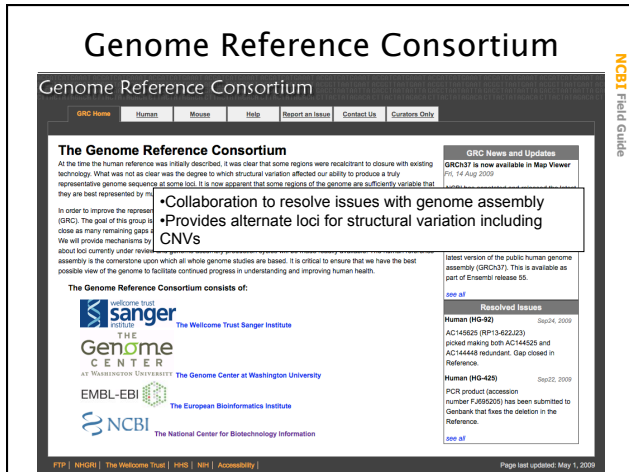 Genome Reference Consortium
NCBI Field Guide
Genome Reference Consortium
GRC Home Human Mouse Help Report an Issue Contact Us Curators Only
The Genome Reference Consortium
At the time the human reference was initially described, it was clear that some regions were recalcitrant to closure with existing
technology. What was not as clear was the degree to which structural variation affected our ability to produce a truly
representative genome sequence at some loci. It is now apparent that some regions of the genome are sufficiently variable that
they are best represented by mu
In order to improve the represent
(GRC). The goal of this group is
close as many remaining gaps a
We will provide mechanisms by
about loci currently under review
assembly is the cornerstone upon which all whole genome studies are based. It is critical to ensure that we have the best
possible view of the genome to facilitate continued progress in understanding and improving human health.
•Collaboration to resolve issues with genome assembly
•Provides alternate loci for structural variation including
CNVs
The Genome Reference Consortium consists of:
wellcome trust
sanger
institute
The Wellcome Trust Sanger Institute
THE
Genome
CENTER
AT WASHINGTON UNIVERSITY
The Genome Center at Washington University
EMBL-EBI
The European Bioinformatics Institute
NCBI
The National Center for Biotechnology Information
GRC News and Updates
GRCh37 is now available in Map Viewer
Fri, 14 Aug 2009
latest version of the public human genome
assembly (GRCh37). This is available as
part of Ensembl release 55.
see all
Resolved Issues
Human (HG-92) Sep24, 2009
AC145625 (RP13-622J23)
picked making both AC144525 and
AC144448 redundant. Gap closed in
Reference.
Human (HG-425) Sep22, 2009
PCR product (accession
number FJ695205) has been submitted to
Genbank that fixes the deletion in the
Reference.
see all
FTP | NHGRI | The Wellcome Trust | HHS | NIH | Accessibility |
Page last updated: May 1, 2009